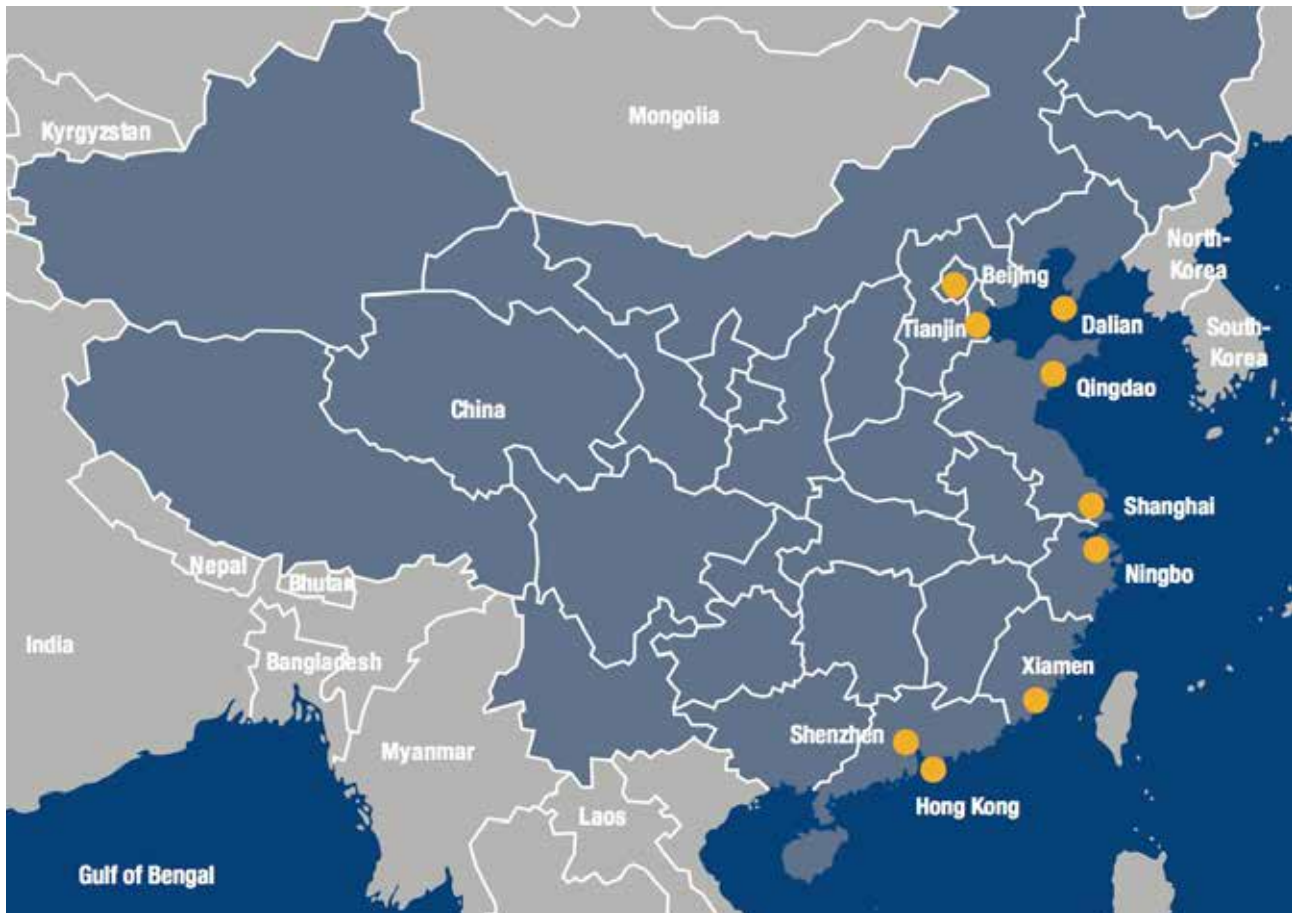 Mongolia
Kyrgyzstan
North-
Korea
Beijing
Tianjin
Dalian
South-
Korea
Qingdao
China
Shanghai
Nepal
Bhutan
Ningbo
India
Bangladesh
Xiamen
Shenzhen
Myanmar
Hong Kong
Laos
Gulf of Bengal